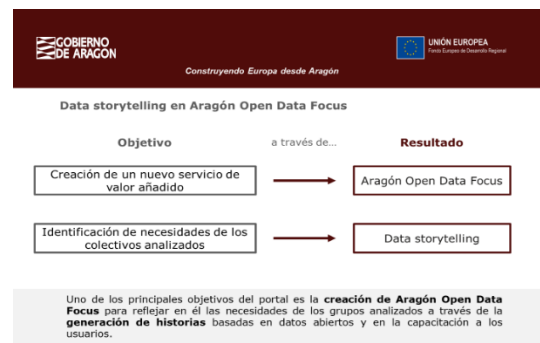 GOBIERNO
DE ARAGON
UNIÓN EUROPEA
Fondo Europeo de Desarrollo Regional
Construyendo Europa desde Aragón
Data storytelling en Aragón Open Data Focus
Objetivo
a través de...
Resultado
Creación de un nuevo servicio de
valor añadido
Aragón Open Data Focus
Identificación de necesidades de los
colectivos analizados
Data storytelling
Uno de los principales objetivos del portal es la creación de Aragón Open Data
Focus para reflejar en él las necesidades de los grupos analizados a través de la
generación de historias basadas en datos abiertos y en la capacitación a los
usuarios.